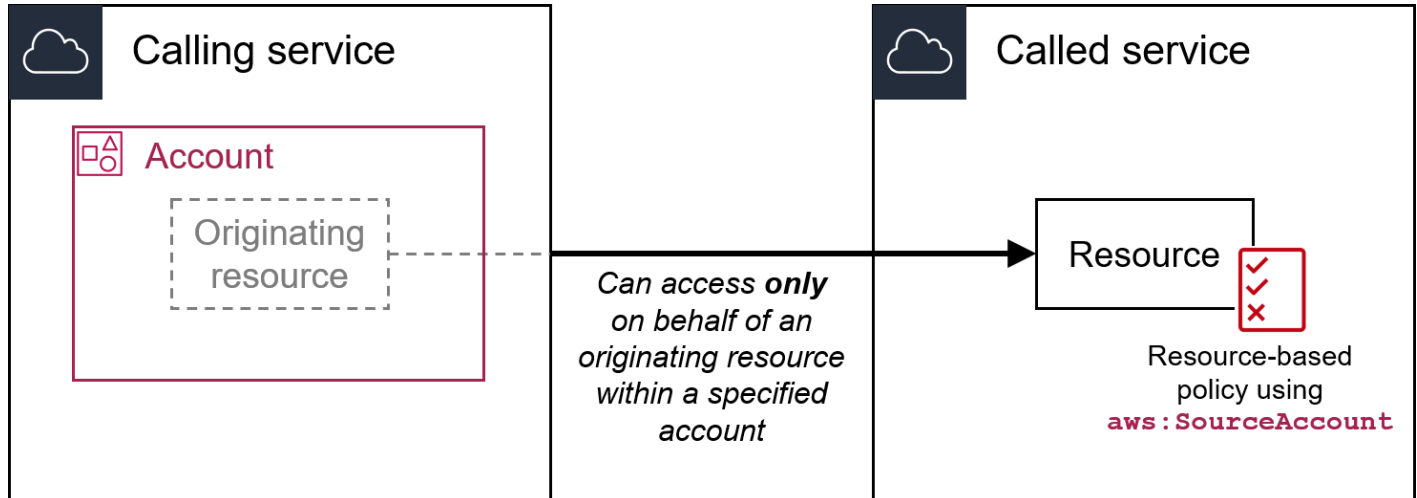 Calling service
Account
Originating
resource
Can access only
on behalf of an
originating resource
within a specified
account
Called service
Resource
Resource-based
policy using
aws:SourceAccount